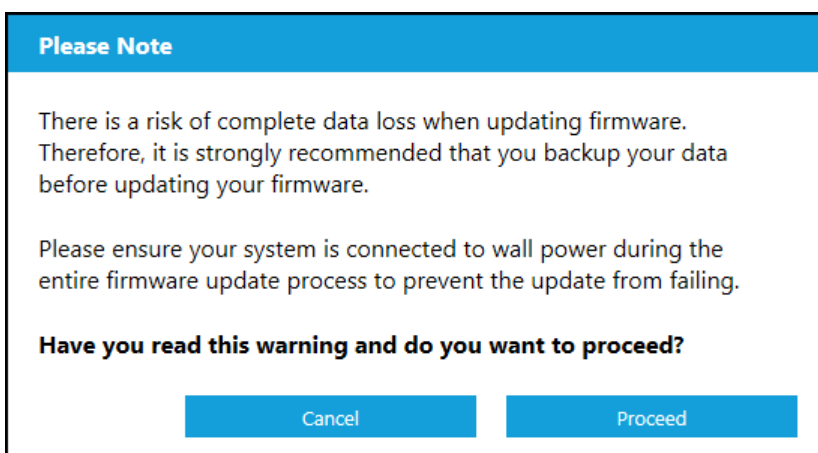 Please Note
There is a risk of complete data loss when updating firmware.
Therefore, it is strongly recommended that you backup your data
before updating your firmware.
Please ensure your system is connected to wall power during the
entire firmware update process to prevent the update from failing.
Have you read this warning and do you want to proceed?
Cancel
Proceed